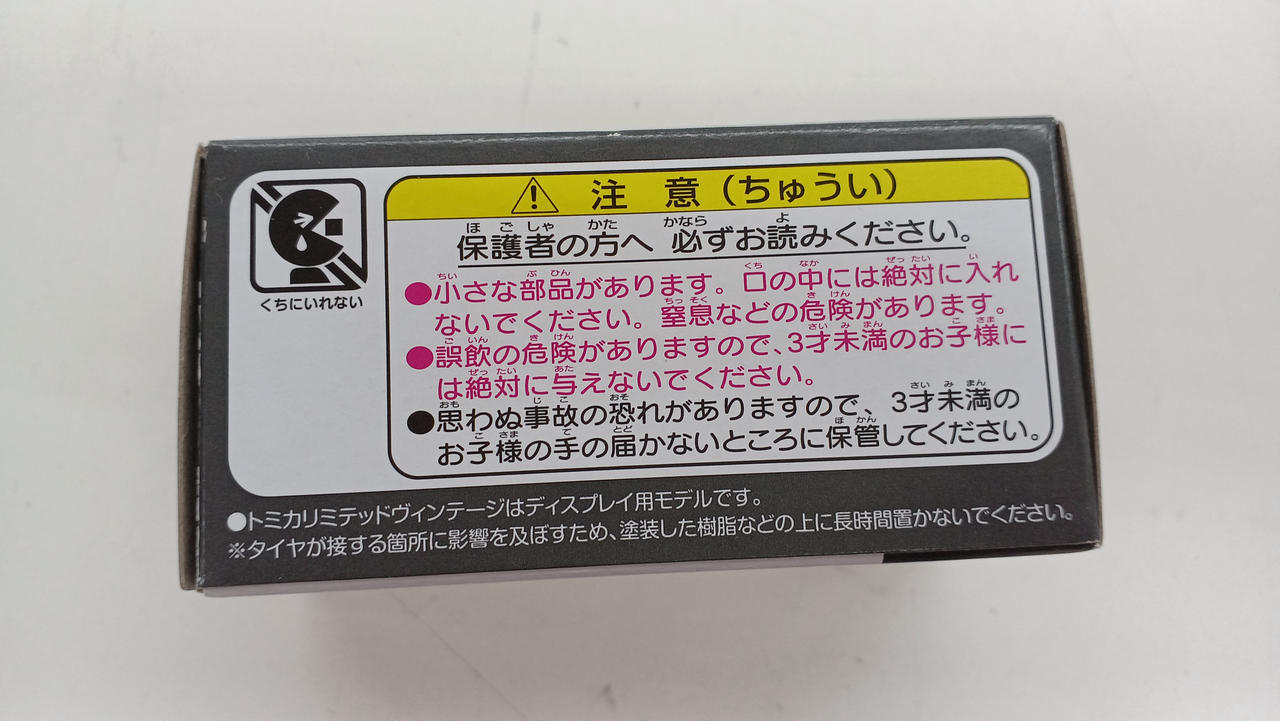 くちにいれない
注 意（ちゅうい）
保護者の方へ 必ずお読みください。
●小さな部品があります。口の中には絶対に入れ
ないでください。窒息などの危険があります。
●誤飲の危険がありますので、3才未満のお子様に
は絶対に与えないでください。
●思わぬ事故の恐れがありますので、3才未満の
お子様の手の届かないところに保管してください。
●トミカリミテッドヴィンテージはディスプレイ用モデルです。
※タイヤが接する箇所に影響を及ぼすため、塗装した樹脂などの上に長時間置かないでください。